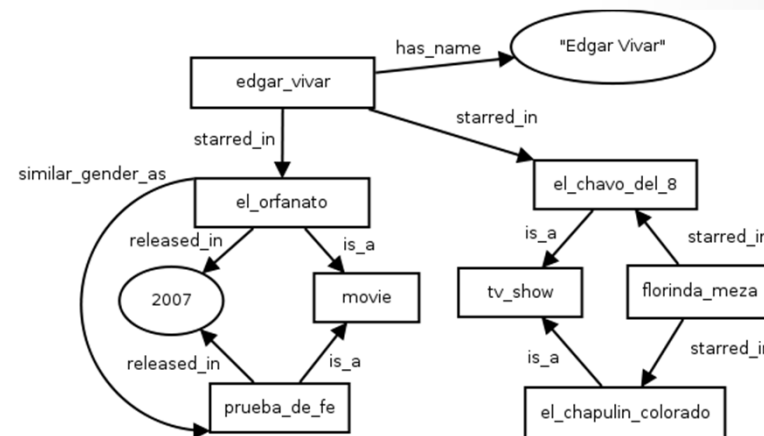 has_name
"Edgar Vivar"
edgar_vivar
starred_in
starred_in
similar_gender_as
el_orfanato
el_chavo_del_8
released_in
is_a
is_a
starred_in
2007
movie
tv_show
florinda_meza
released_in
is_a
is_a
starred_in
prueba_de_fe
el_chapulin_colorado